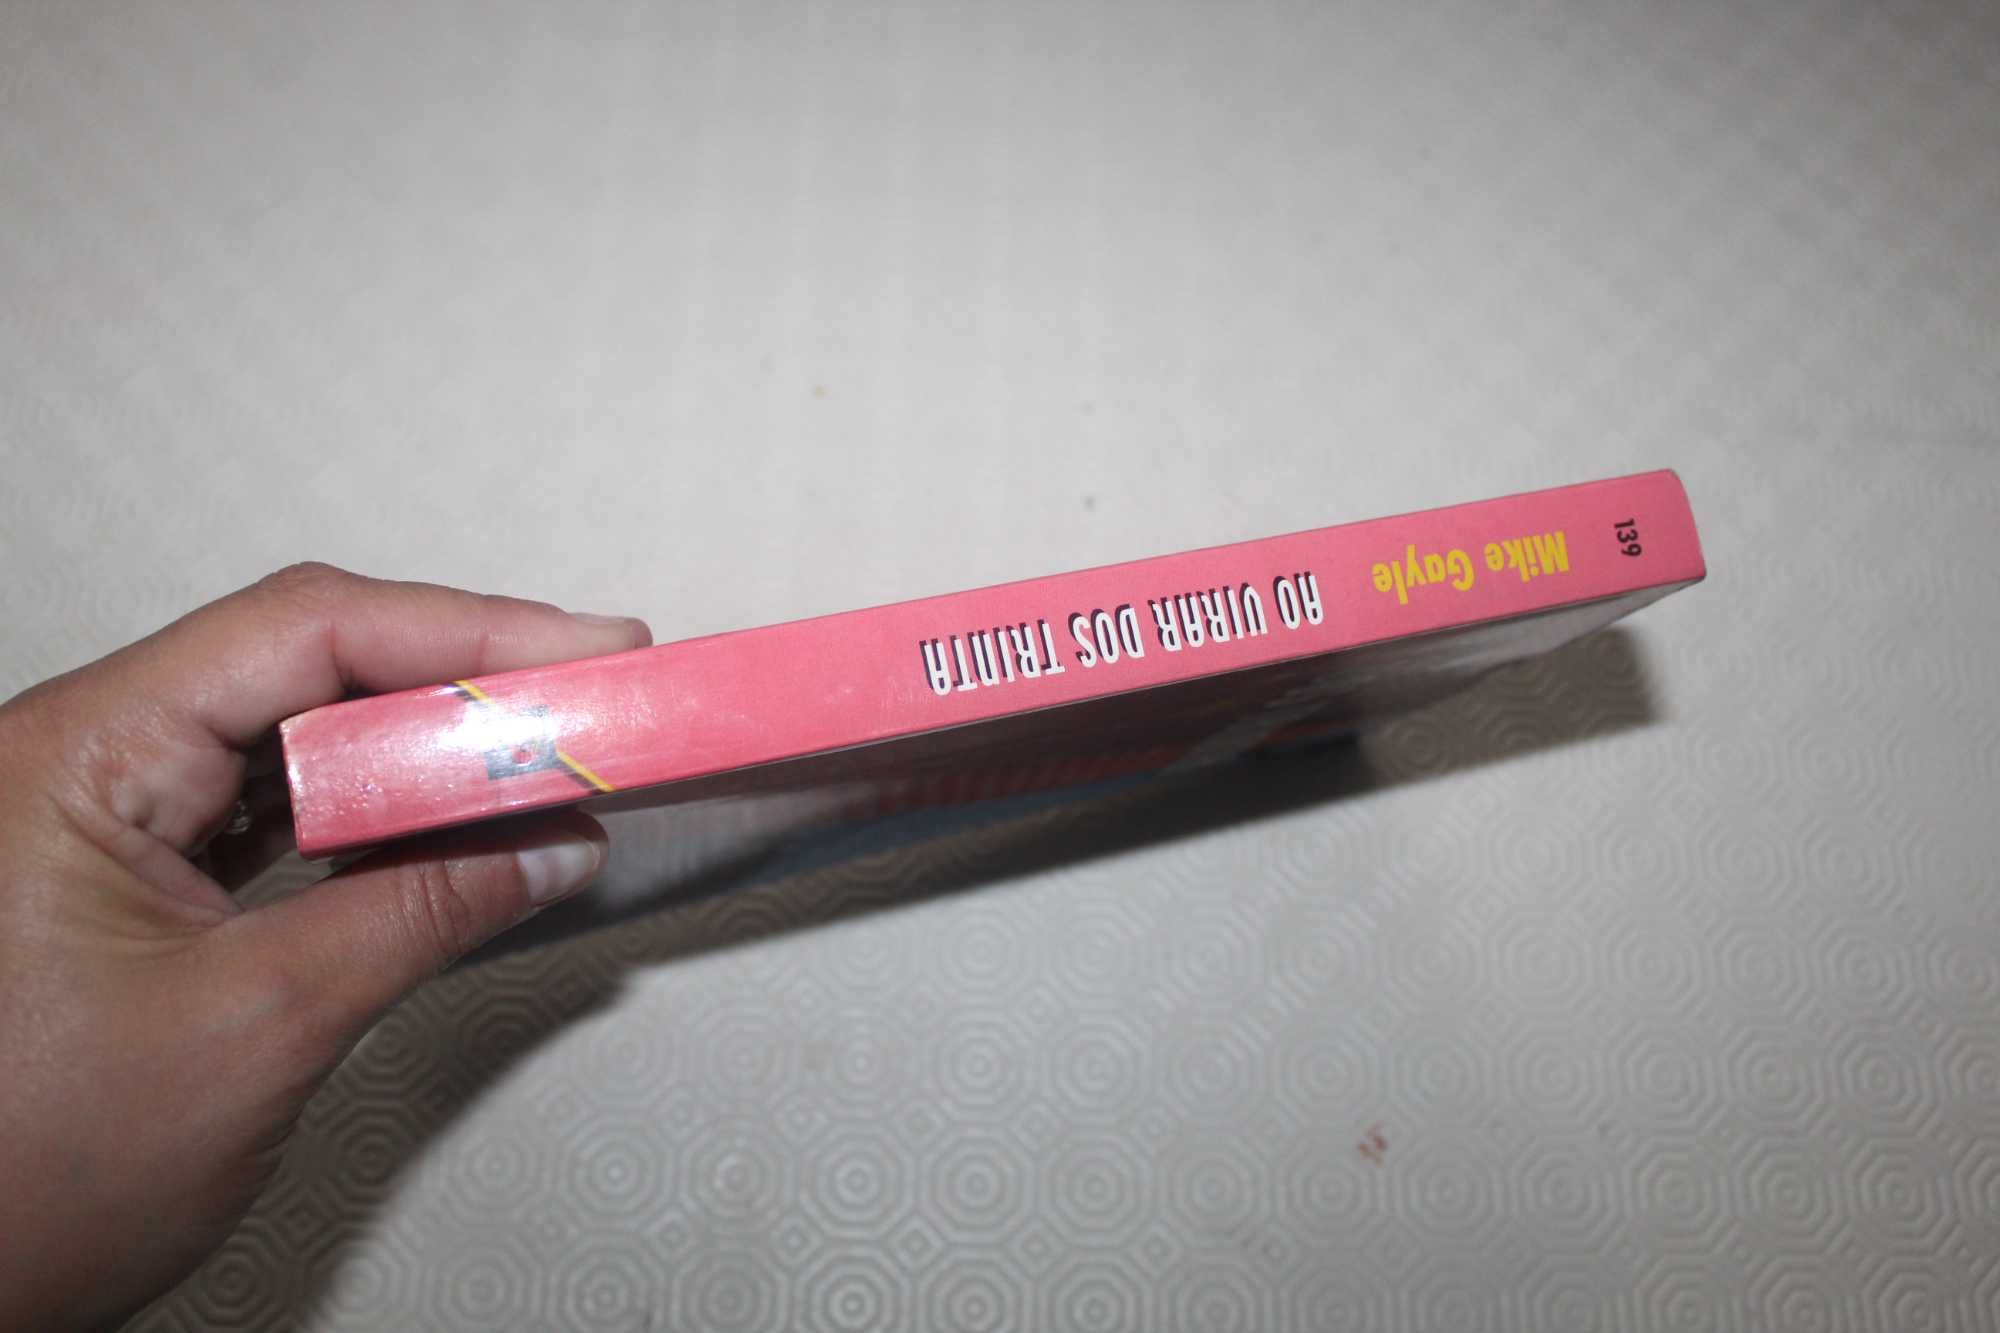 139
Mike Gayle
AO VIRAR DOS TRINTA